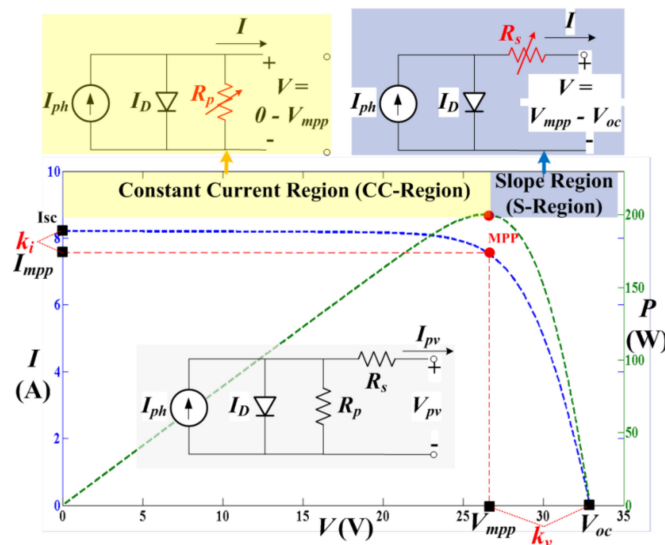 I
I
R_s
+
+
I_ph
I_D
R_p
V =
0 - V_mpp
-
I_ph
I_D
V =
V_mpp - V_oc
-
10
Constant Current Region (CC-Region)
Slope Region
(S-Region)
Isc
200
8
k_i
MPP
I_mpp
6
150
I
(A)
P
(W)
4
100
2
50
0
0
I_pv
R_s
+
I_ph
I_D
R_p
V_pv
-
0
5
10
15
20
25
30
35
V(V)
V_mpp
V_oc
k_v